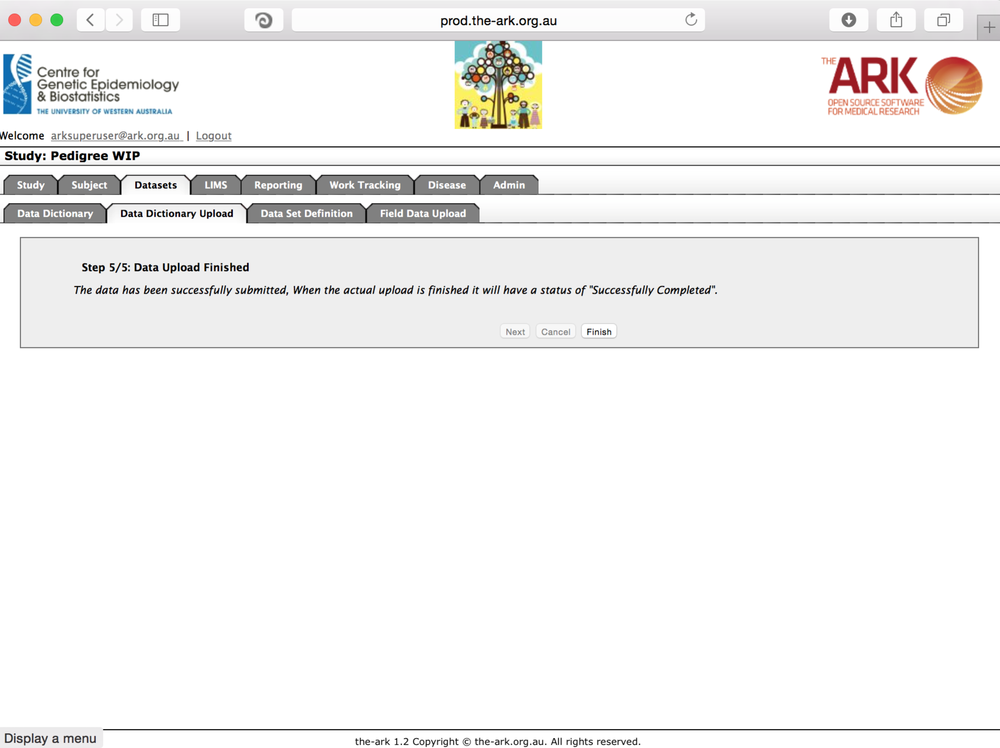 prod.the-ark.org.au
Centre for
Genetic Epidemiology
& Biostatistics
THE UNIVERSITY OF WESTERN AUSTRALIA
THE ARK
OPEN SOURCE SOFTWARE
FOR MEDICAL RESEARCH
Welcome arksuperuser@ark.org.au | Logout
Study: Pedigree WIP
Study Subject Datasets LIMS Reporting Work Tracking Disease Admin
Data Dictionary Data Dictionary Upload Data Set Definition Field Data Upload
Step 5/5: Data Upload Finished
The data has been successfully submitted, When the actual upload is finished it will have a status of "Successfully Completed".
Next Cancel Finish
Display a menu
the-ark 1.2 Copyright © the-ark.org.au. All rights reserved.